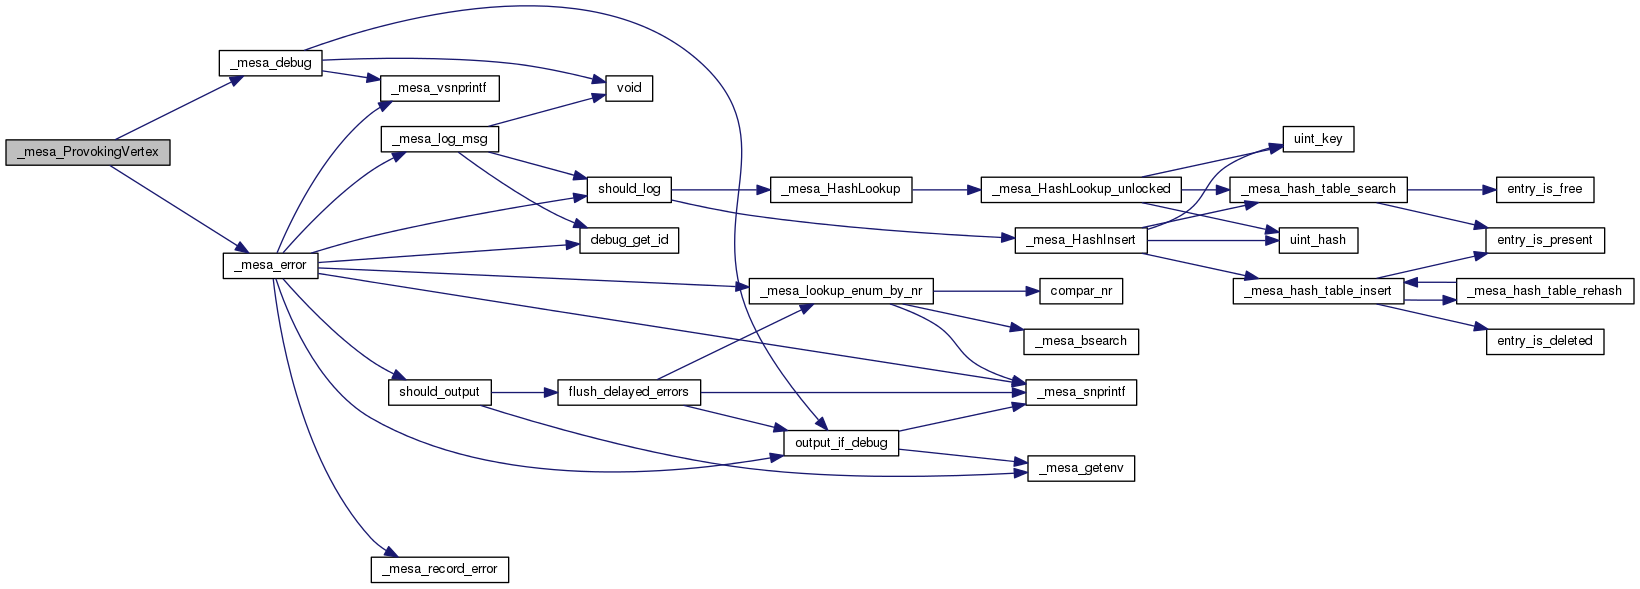 _mesa_ProvokingVertex
_mesa_debug
_mesa_error
_mesa_vsnprintf
_mesa_log_msg
should_output
_mesa_record_error
void
should_log
debug_get_id
flush_delayed_errors
_mesa_HashLookup
_mesa_lookup_enum_by_nr
output_if_debug
_mesa_HashLookup_unlocked
_mesa_HashInsert
compar_nr
_mesa_bsearch
_mesa_snprintf
_mesa_getenv
uint_key
_mesa_hash_table_search
uint_hash
_mesa_hash_table_insert
entry_is_free
entry_is_present
_mesa_hash_table_rehash
entry_is_deleted